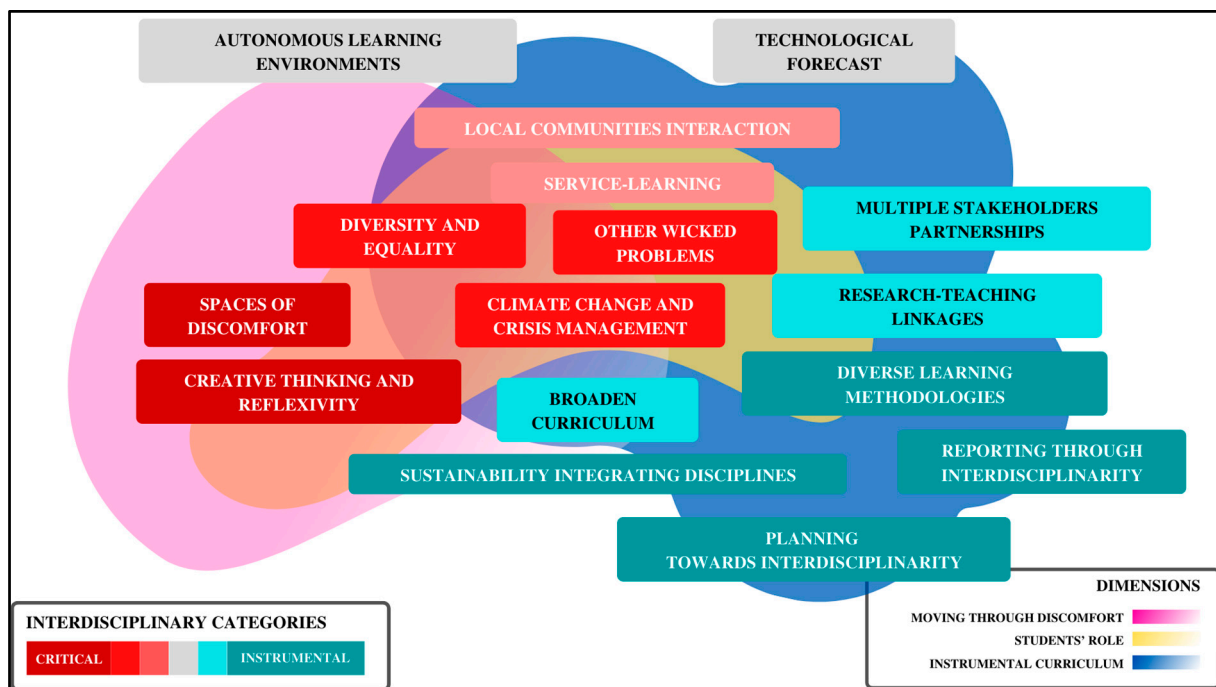 AUTONOMOUS LEARNING
ENVIRONMENTS
TECHNOLOGICAL
FORECAST
LOCAL COMMUNITIES INTERACTION
SERVICE-LEARNING
DIVERSITY AND
EQUALITY
OTHER WICKED
PROBLEMS
MULTIPLE STAKEHOLDERS
PARTNERSHIPS
SPACES OF
DISCOMFORT
CLIMATE CHANGE AND
CRISIS MANAGEMENT
RESEARCH-TEACHING
LINKAGES
CREATIVE THINKING AND
REFLEXIVITY
BROADEN
CURRICULUM
DIVERSE LEARNING
METHODOLOGIES
SUSTAINABILITY INTEGRATING DISCIPLINES
REPORTING THROUGH
INTERDISCIPLINARITY
PLANNING
TOWARDS INTERDISCIPLINARITY
INTERDISCIPLINARY CATEGORIES
CRITICAL
INSTRUMENTAL
DIMENSIONS
MOVING THROUGH DISCOMFORT
STUDENTS' ROLE
INSTRUMENTAL CURRICULUM